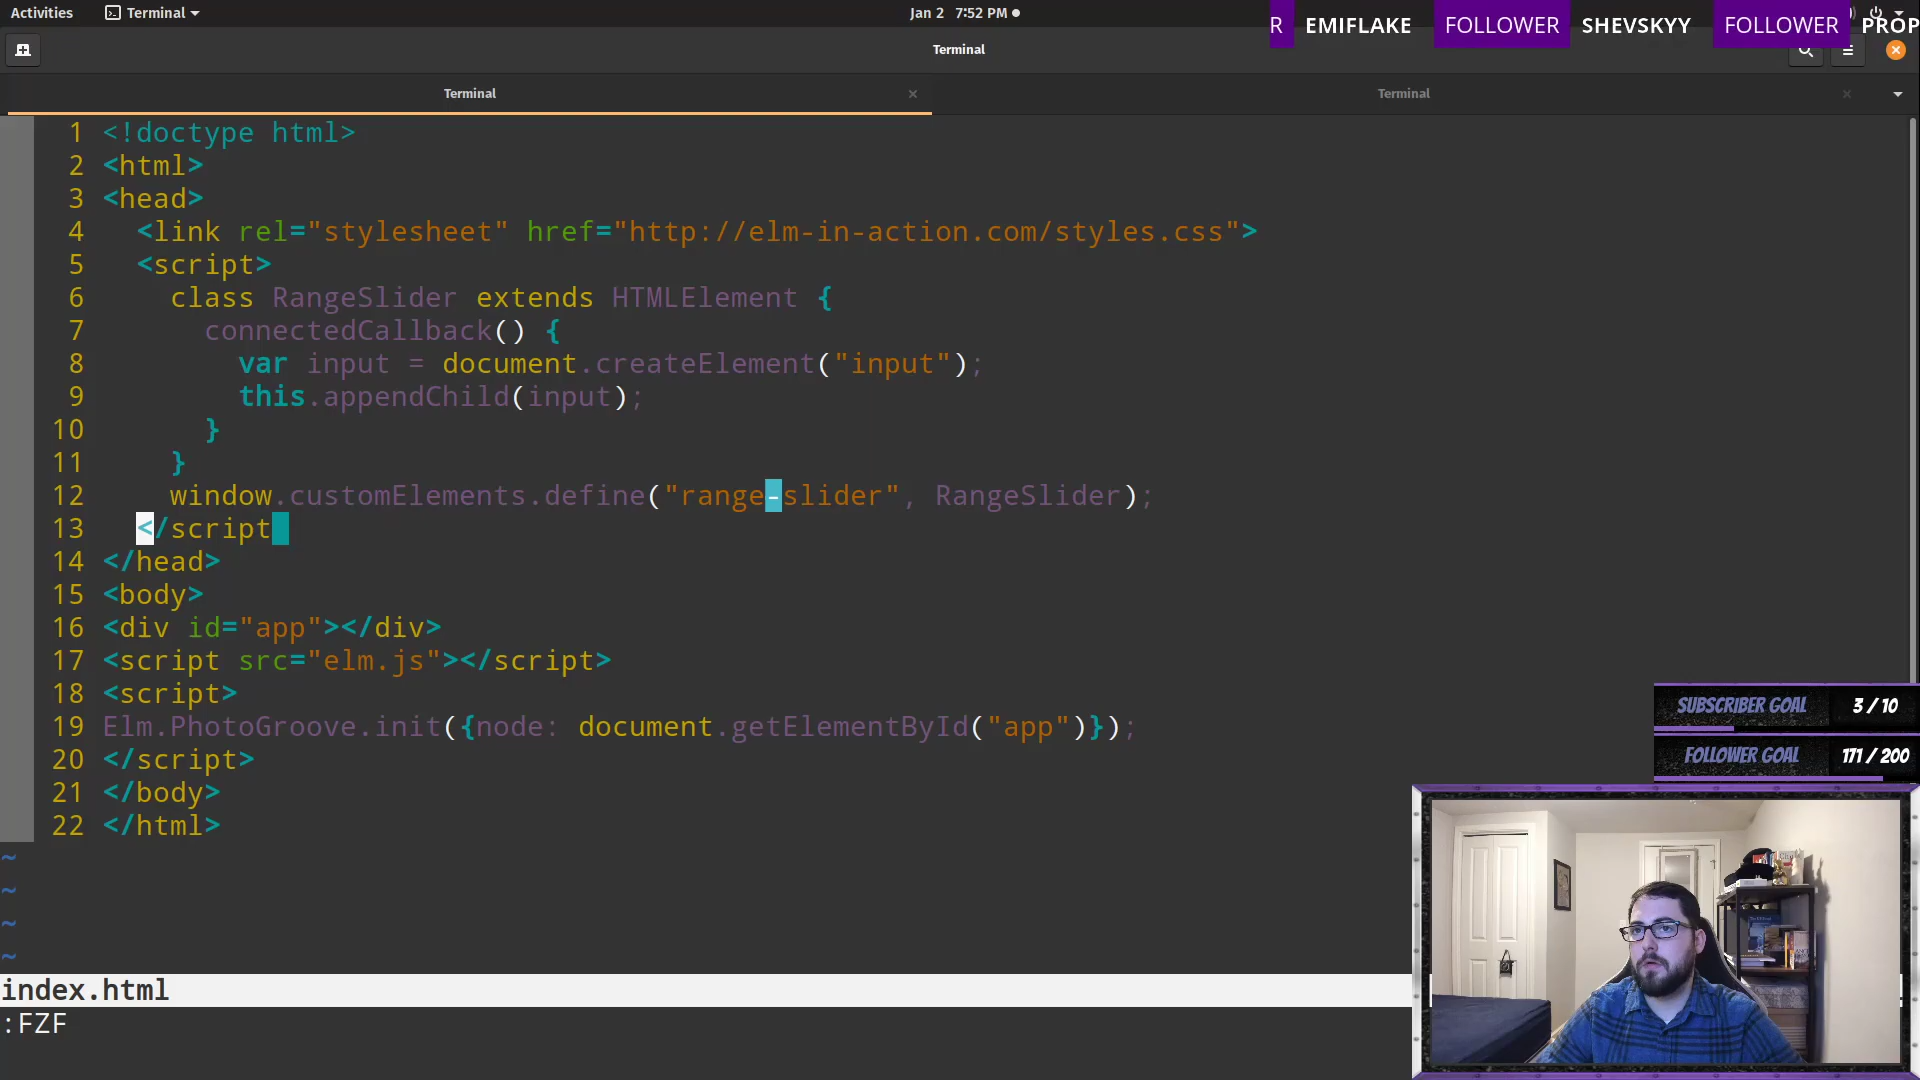 Activities
Terminal
Jan 2 7:52 PM
R EMIFLAKE FOLLOWER SHEVSKYY FOLLOWER PROP
Terminal
Terminal
Terminal
1 <!doctype html>
2 <html>
3 <head>
4   <link rel="stylesheet" href="http://elm-in-action.com/styles.css">
5   <script>
6     class RangeSlider extends HTMLElement {
7       connectedCallback() {
8         var input = document.createElement("input");
9         this.appendChild(input);
10       }
11     }
12     window.customElements.define("range-slider", RangeSlider);
13   </script
14 </head>
15 <body>
16 <div id="app"></div>
17 <script src="elm.js"></script>
18 <script>
19 Elm.PhotoGroove.init({node: document.getElementById("app")});
20 </script>
21 </body>
22 </html>
~
~
~
~
index.html
:FZF
SUBSCRIBER GOAL 3 / 10
FOLLOWER GOAL 171 / 200